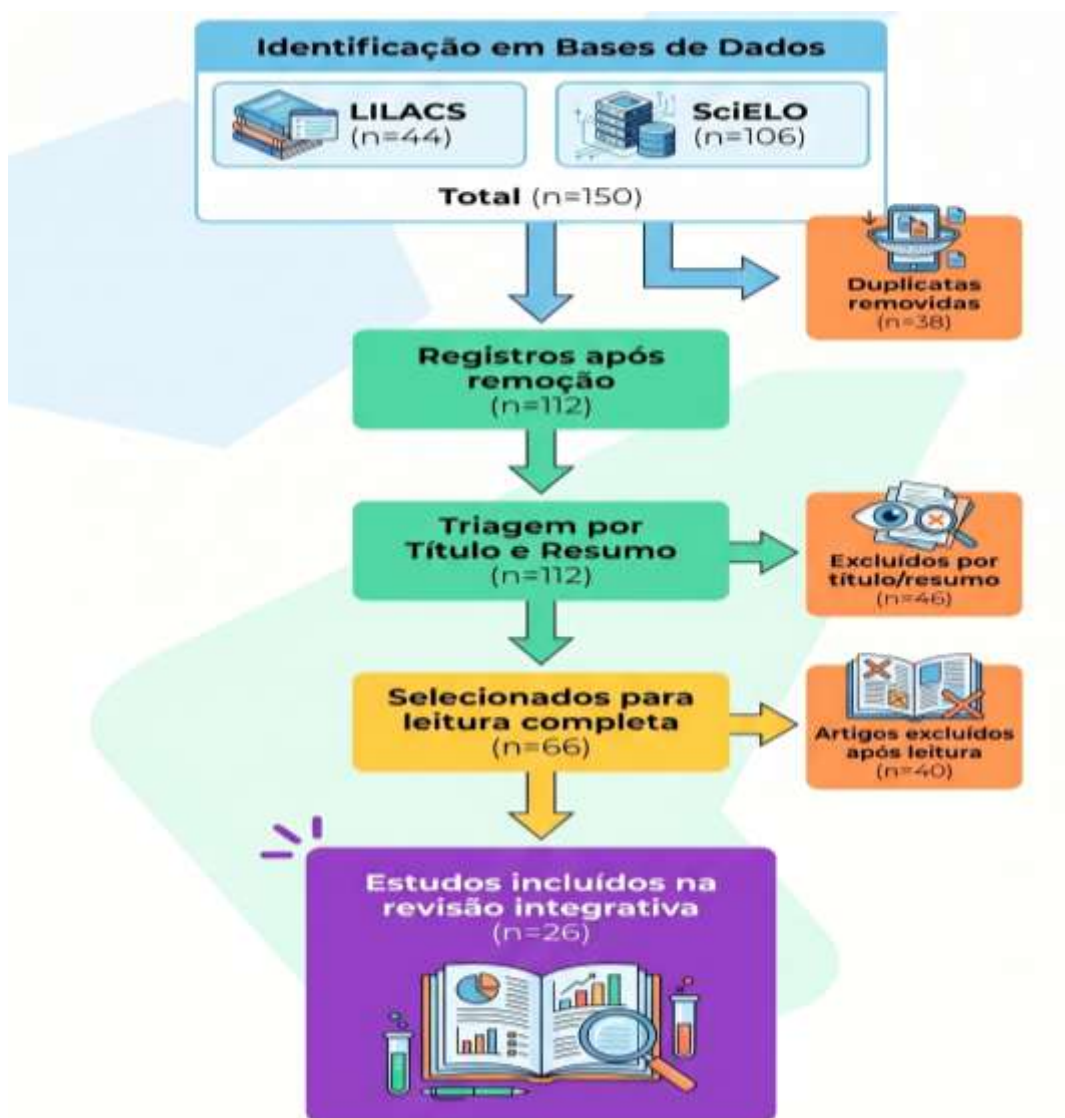 Identificação em Bases de Dados
LILACS
(n=44)
SciELO
(n=106)
Total (n=150)
Duplicatas
removidas
(n=38)
Registros após
remoção
(n=112)
Triagem por
Título e Resumo
(n=112)
Excluídos por
título/resumo
(n=46)
Selecionados para
leitura completa
(n=66)
Artigos excluídos
após leitura
(n=40)
Estudos incluídos na
revisão integrativa
(n=26)